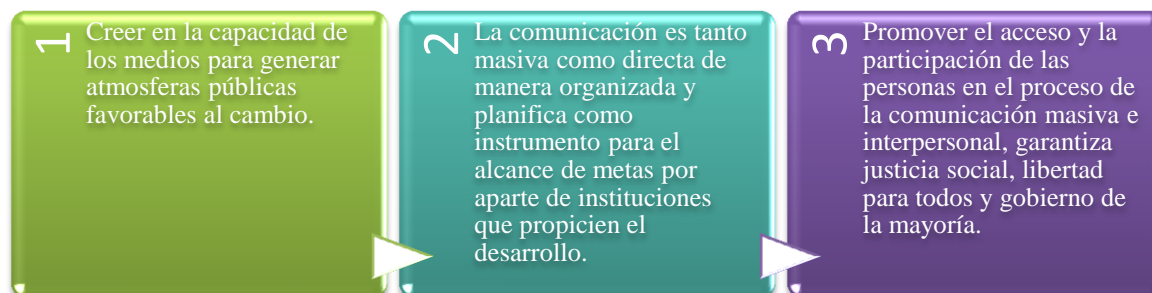 1
Creer en la capacidad de
los medios para generar
atmosferas públicas
favorables al cambio.
2
La comunicación es tanto
masiva como directa de
manera organizada y
planifica como
instrumento para el
alcance de metas por
aparte de instituciones
que propicien el
desarrollo.
3
Promover el acceso y la
participación de las
personas en el proceso de
la comunicación masiva e
interpersonal, garantiza
justicia social, libertad
para todos y gobierno de
la mayoría.